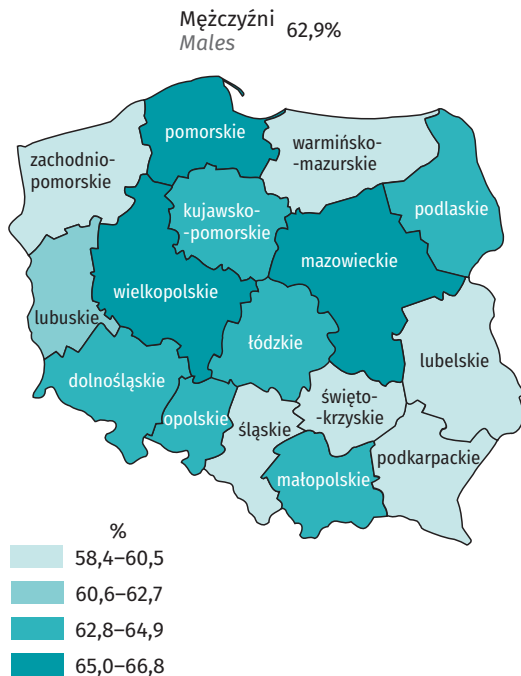 Mężczyźni 62,9%
Males
pomorskie
warmińsko-
-mazurskie
zachodnio-
pomorskie
kujawsko-
-pomorskie
podlaskie
mazowieckie
wielkopolskie
lubuskie
łódzkie
lubelskie
dolnośląskie
święto-
-krzyskie
opolskie
śląskie
podkarpackie
małopolskie
%
58,4–60,5
60,6–62,7
62,8–64,9
65,0–66,8